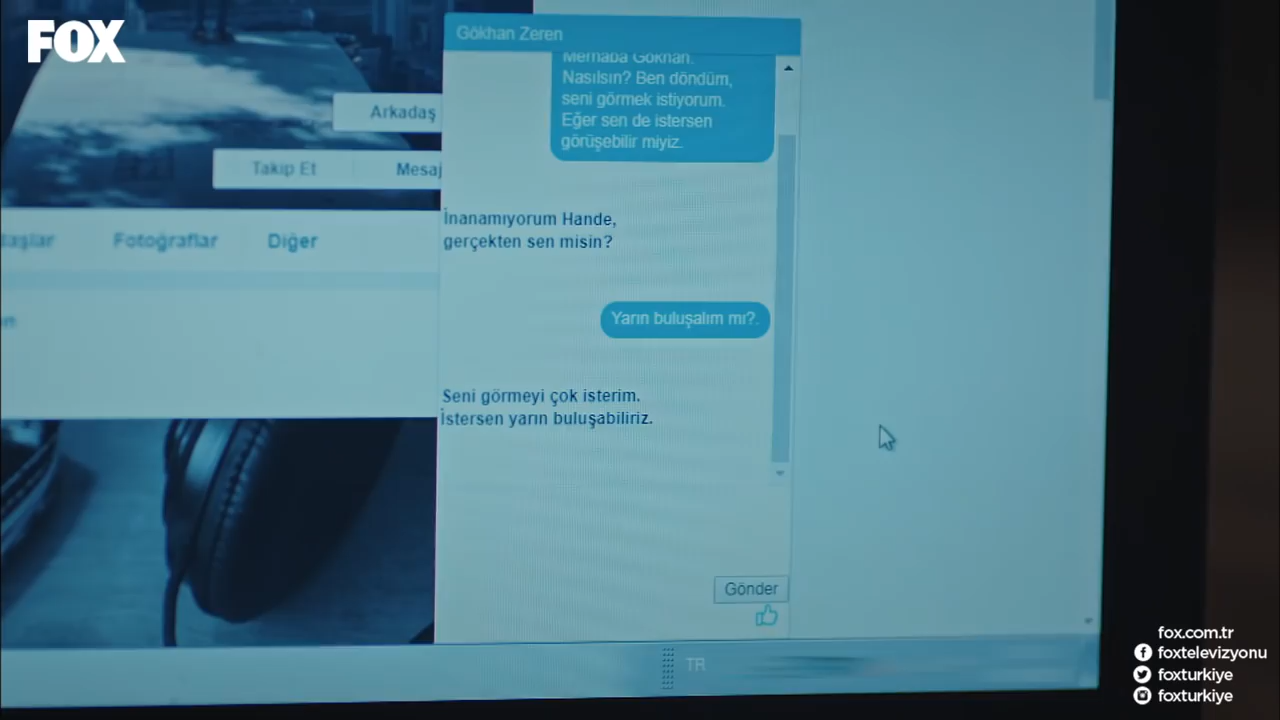 FOX
Gökhan Zeren
Merhaba Gökhan.
Nasılsın? Ben döndüm,
seni görmek istiyorum.
Eğer sen de istersen
görüşebilir miyiz.
Arkadaş
Takip Et
Mesaj
İnanamıyorum Hande,
gerçekten sen misin?
Fotoğraflar
Diğer
Yarın buluşalım mı?.
Seni görmeyi çok isterim.
İstersen yarın buluşabiliriz.
Gönder
TR
fox.com.tr
foxtelevizyonu
foxturkiye
foxturkiye